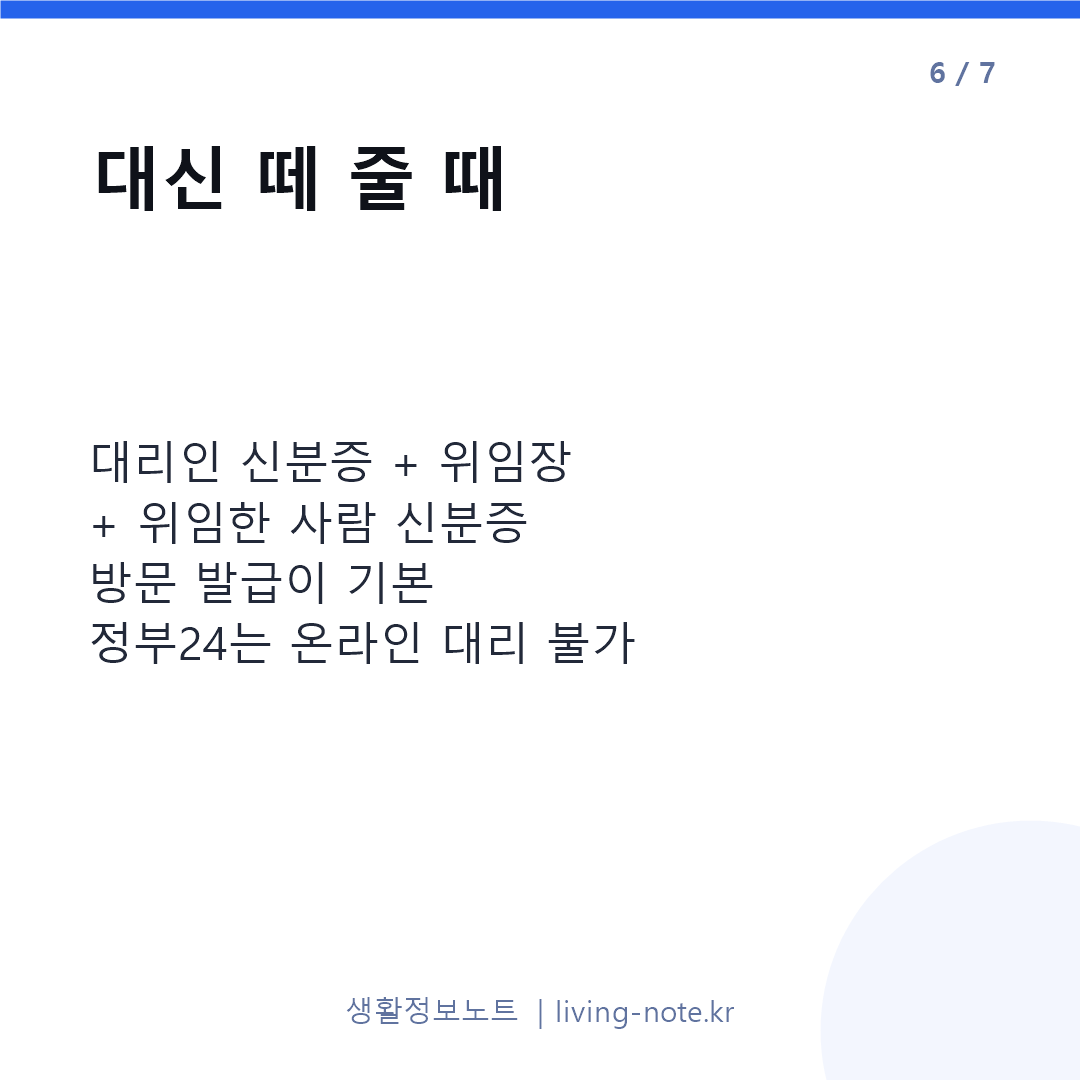 6 / 7
대신 떼 줄 때
대리인 신분증 + 위임장
+ 위임한 사람 신분증
방문 발급이 기본
정부24는 온라인 대리 불가
생활정보노트 | living-note.kr